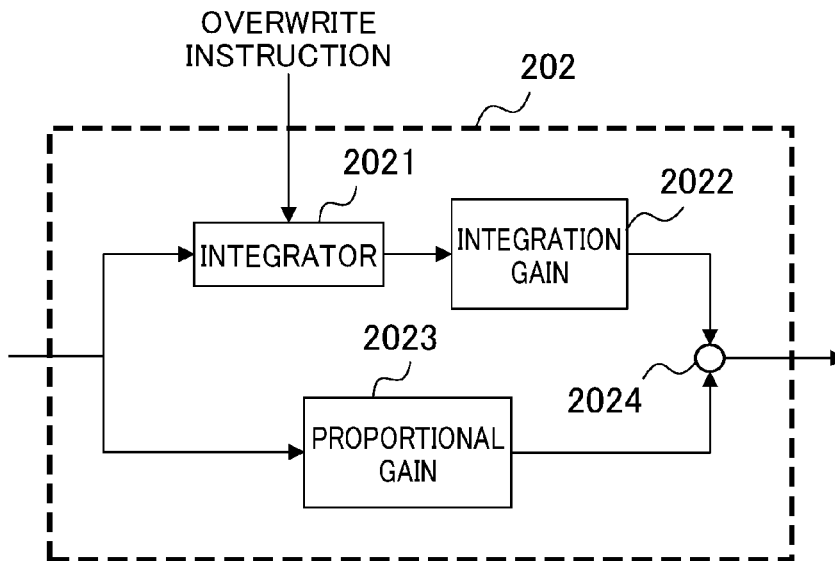 OVERWRITE
INSTRUCTION
202
2021
INTEGRATOR
2022
INTEGRATION
GAIN
2023
PROPORTIONAL
GAIN
2024